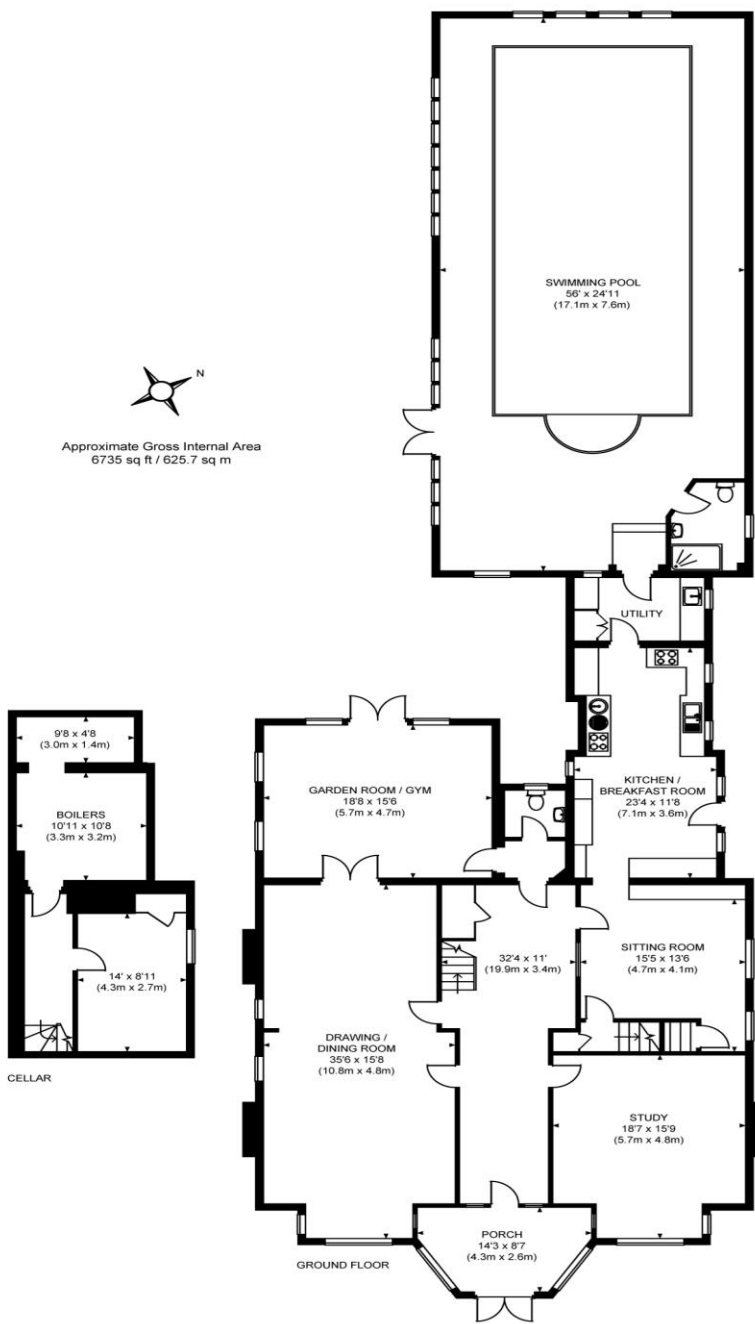 SWIMMING POOL
56' x 24'11
(17.1m x 7.6m)
N
Approximate Gross Internal Area
6735 sq ft / 625.7 sq m
UTILITY
9'8 x 4'8
(3.0m x 1.4m)
BOILERS
10'11 x 10'8
(3.3m x 3.2m)
14' x 8'11
(4.3m x 2.7m)
CELLAR
GARDEN ROOM / GYM
18'8 x 15'6
(5.7m x 4.7m)
KITCHEN /
BREAKFAST ROOM
23'4 x 11'8
(7.1m x 3.6m)
32'4 x 11'
(19.9m x 3.4m)
SITTING ROOM
15'5 x 13'6
(4.7m x 4.1m)
DRAWING /
DINING ROOM
35'6 x 15'8
(10.8m x 4.8m)
STUDY
18'7 x 15'9
(5.7m x 4.8m)
PORCH
14'3 x 8'7
(4.3m x 2.6m)
GROUND FLOOR